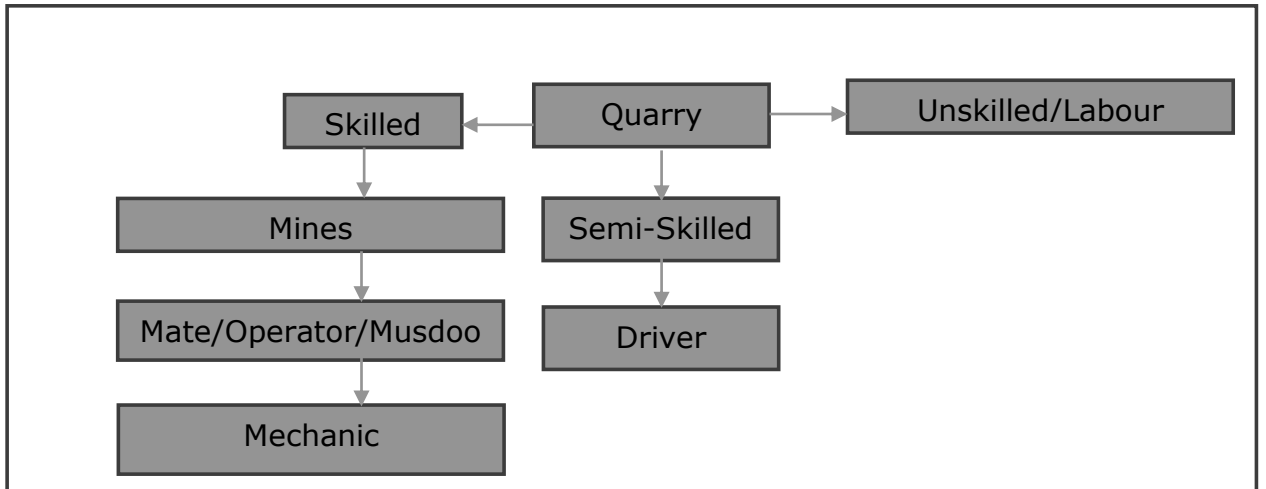 Skilled
Quarry
Unskilled/Labour
Mines
Semi-Skilled
Mate/Operator/Musdoo
Driver
Mechanic